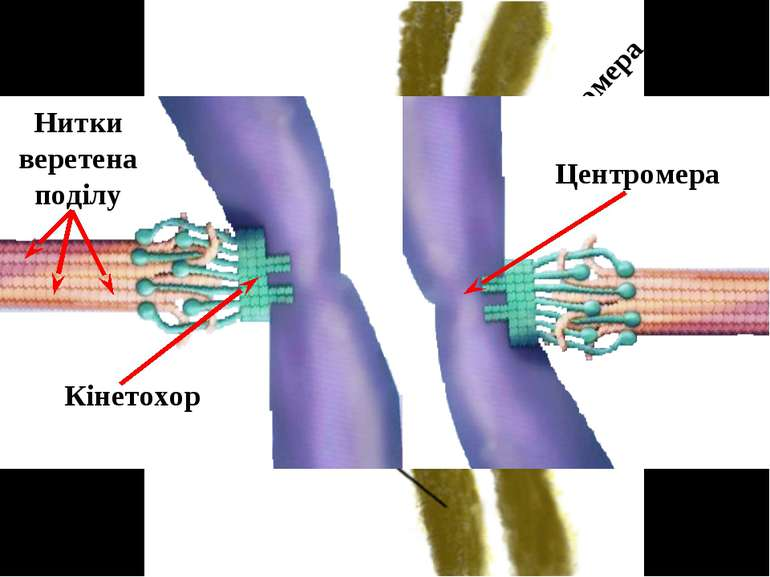 Нитки
веретена
поділу
Центромера
Кінетохор